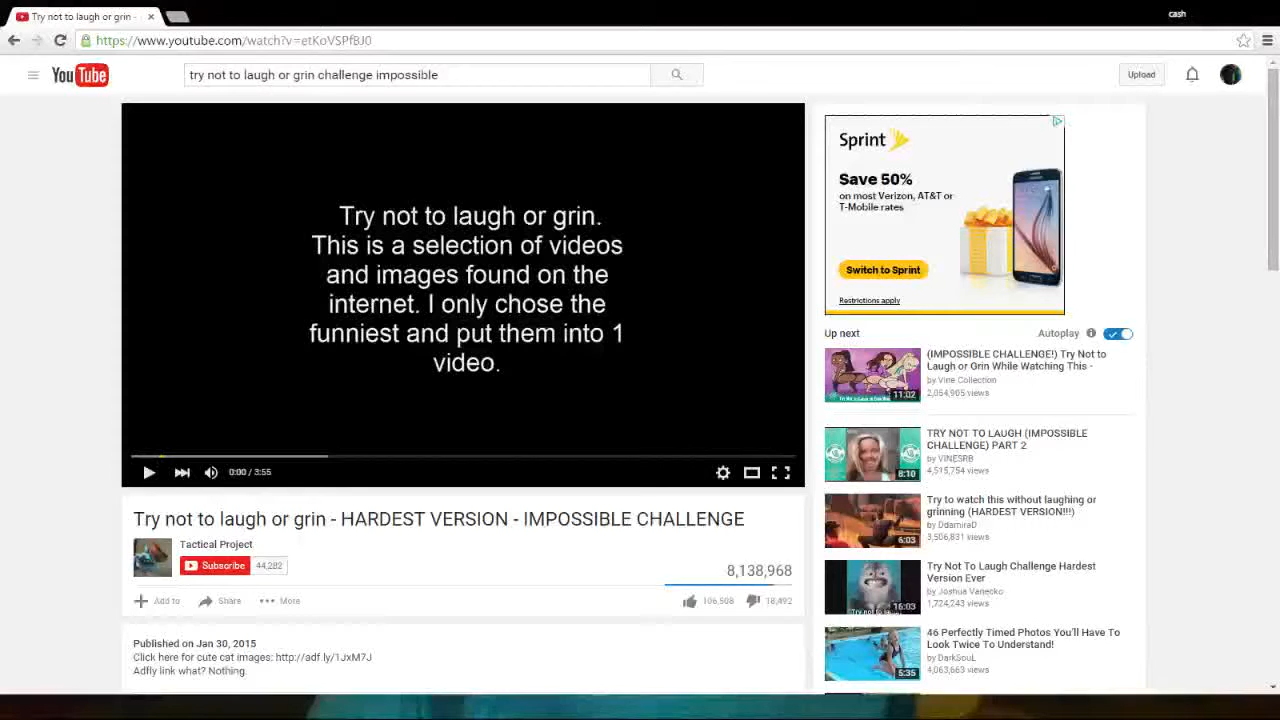 Try not to laugh or grin -
cash
https://www.youtube.com/watch?v=etKoVSPfBJ0
YouTube
try not to laugh or grin challenge impossible
Upload
Try not to laugh or grin.
This is a selection of videos
and images found on the
internet. I only chose the
funniest and put them into 1
video.
0:00 / 3:55
Try not to laugh or grin - HARDEST VERSION - IMPOSSIBLE CHALLENGE
Tactical Project
Subscribe 44,282
8,138,968
Add to Share More
106,508 18,492
Published on Jan 30, 2015
Click here for cute cat images: http://adf.ly/1JxM7J
Adfly link what? Nothing.
Sprint
Save 50%
on most Verizon, AT&T or
T-Mobile rates
Switch to Sprint
Restrictions apply
Up next Autoplay
(IMPOSSIBLE CHALLENGE!) Try Not to
Laugh or Grin While Watching This -
by Vine Collection
2,054,905 views
11:02
TRY NOT TO LAUGH (IMPOSSIBLE
CHALLENGE) PART 2
by VINESRB
4,515,754 views
8:10
Try to watch this without laughing or
grinning (HARDEST VERSION!!!)
by DdamiraD
3,506,831 views
6:03
Try Not To Laugh Challenge Hardest
Version Ever
by Joshua Vanecko
1,724,243 views
16:03
46 Perfectly Timed Photos You'll Have To
Look Twice To Understand!
by DarkSouL
4,063,663 views
5:35